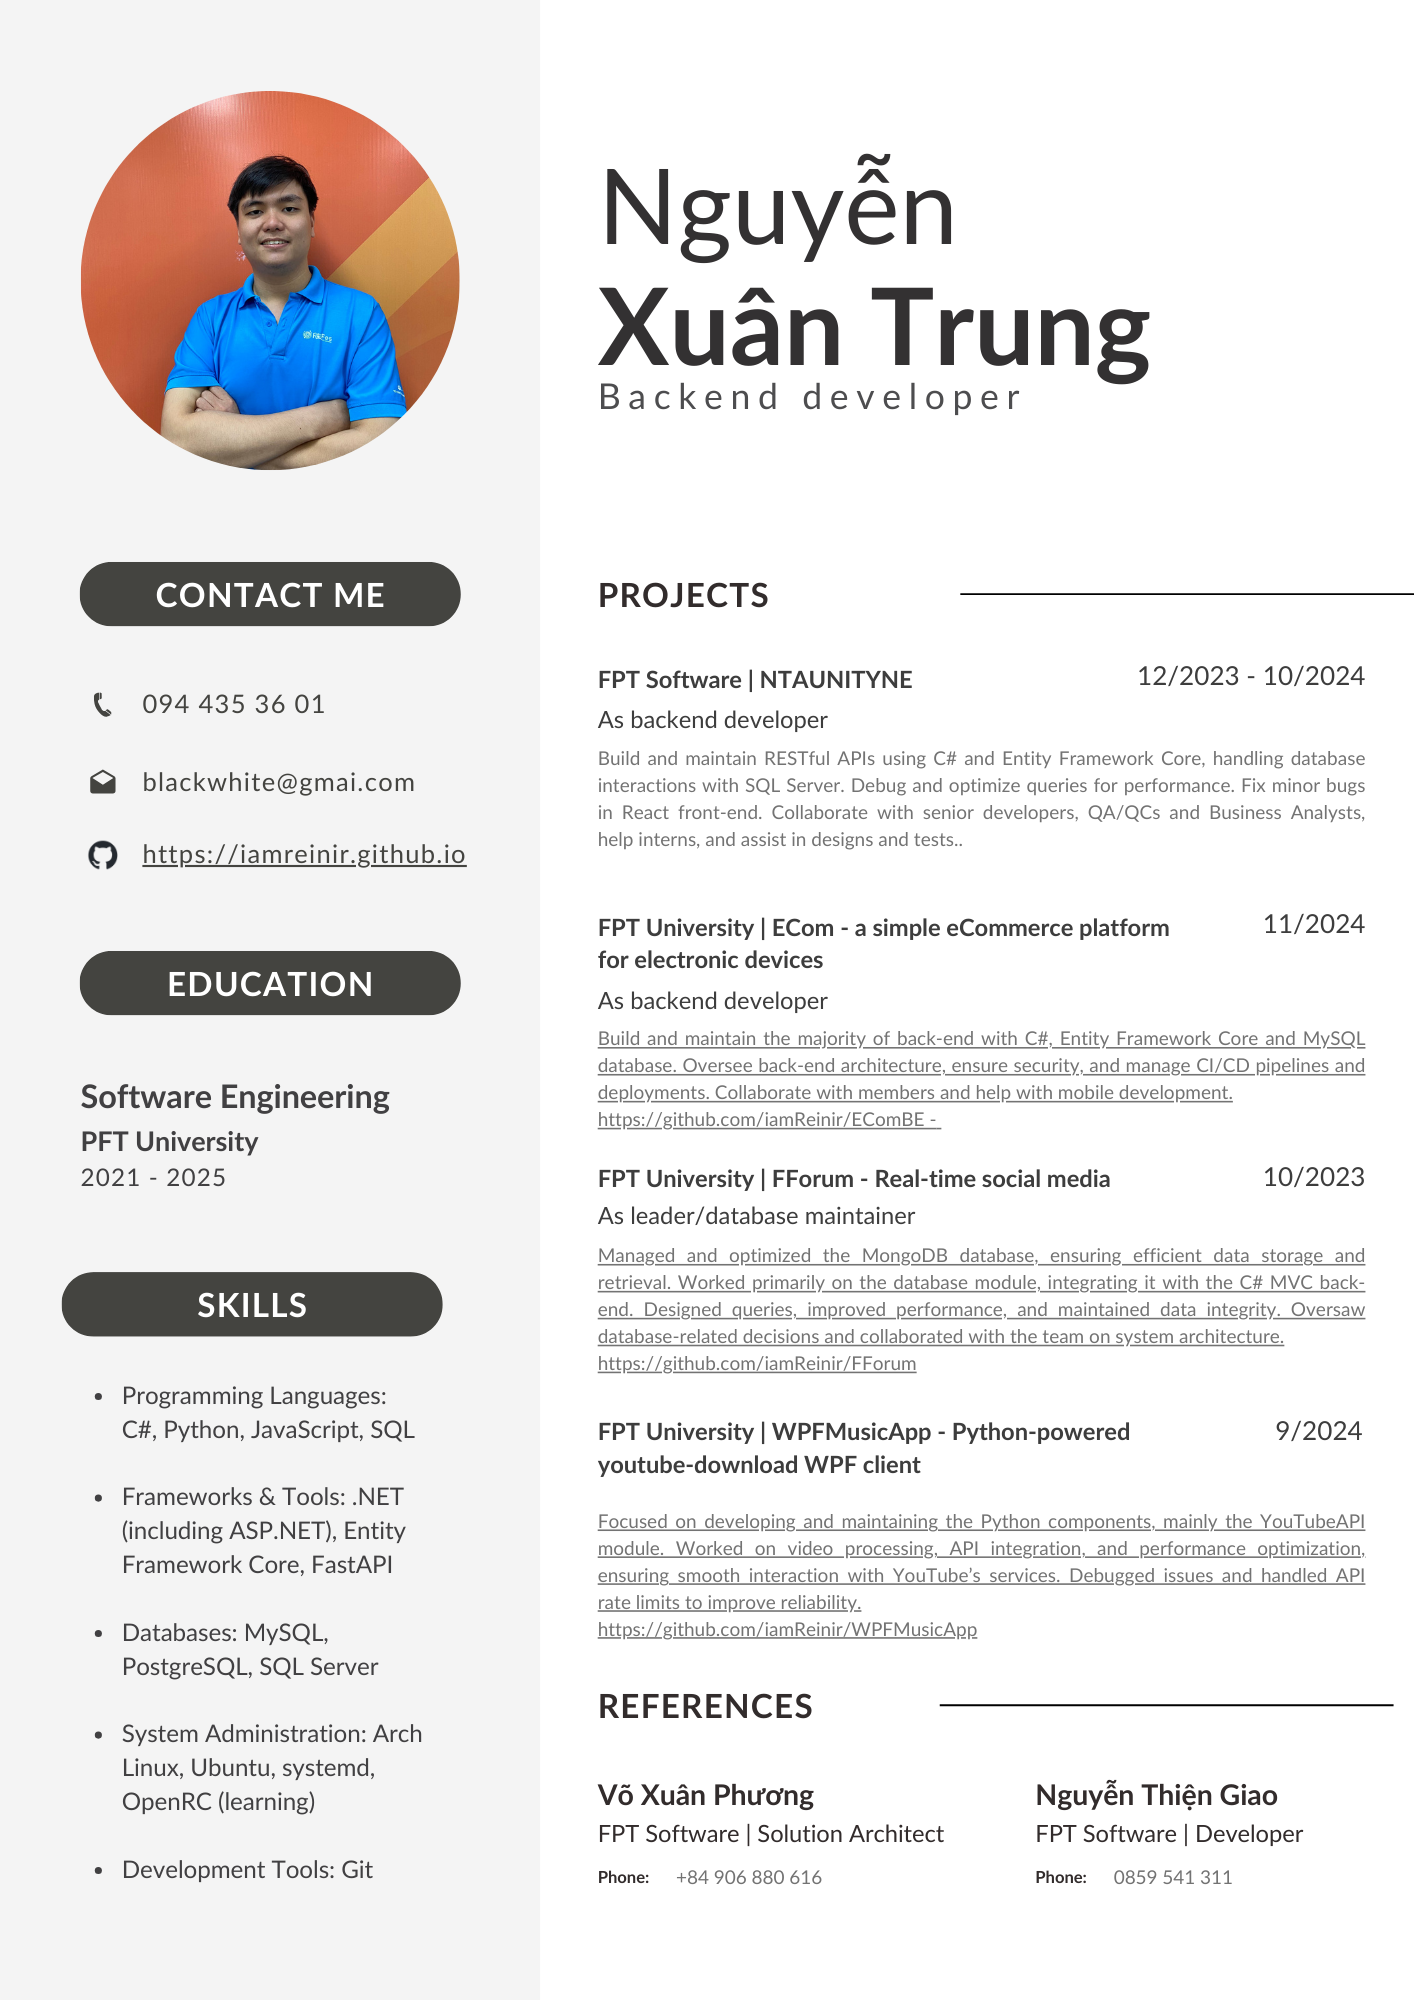 Nguyễn
Xuân Trung
Backend developer
CONTACT ME
094 435 36 01
blackwhite@gmai.com
https://iamreinir.github.io
EDUCATION
Software Engineering
PFT University
2021 - 2025
SKILLS
• Programming Languages:
C#, Python, JavaScript, SQL
• Frameworks & Tools: .NET
(including ASP.NET), Entity
Framework Core, FastAPI
• Databases: MySQL,
PostgreSQL, SQL Server
• System Administration: Arch
Linux, Ubuntu, systemd,
OpenRC (learning)
• Development Tools: Git
PROJECTS
FPT Software | NTAUNITYNE 12/2023 - 10/2024
As backend developer
Build and maintain RESTful APIs using C# and Entity Framework Core, handling database
interactions with SQL Server. Debug and optimize queries for performance. Fix minor bugs
in React front-end. Collaborate with senior developers, QA/QCs and Business Analysts,
help interns, and assist in designs and tests..
FPT University | ECom - a simple eCommerce platform 11/2024
for electronic devices
As backend developer
Build and maintain the majority of back-end with C#, Entity Framework Core and MySQL
database. Oversee back-end architecture, ensure security, and manage CI/CD pipelines and
deployments. Collaborate with members and help with mobile development.
https://github.com/iamReinir/EComBE -
FPT University | FForum - Real-time social media 10/2023
As leader/database maintainer
Managed and optimized the MongoDB database, ensuring efficient data storage and
retrieval. Worked primarily on the database module, integrating it with the C# MVC back-
end. Designed queries, improved performance, and maintained data integrity. Oversaw
database-related decisions and collaborated with the team on system architecture.
https://github.com/iamReinir/FForum
FPT University | WPFMusicApp - Python-powered 9/2024
youtube-download WPF client
Focused on developing and maintaining the Python components, mainly the YouTubeAPI
module. Worked on video processing, API integration, and performance optimization,
ensuring smooth interaction with YouTube's services. Debugged issues and handled API
rate limits to improve reliability.
https://github.com/iamReinir/WPFMusicApp
REFERENCES
Võ Xuân Phương
FPT Software | Solution Architect
Phone: +84 906 880 616
Nguyễn Thiện Giao
FPT Software | Developer
Phone: 0859 541 311